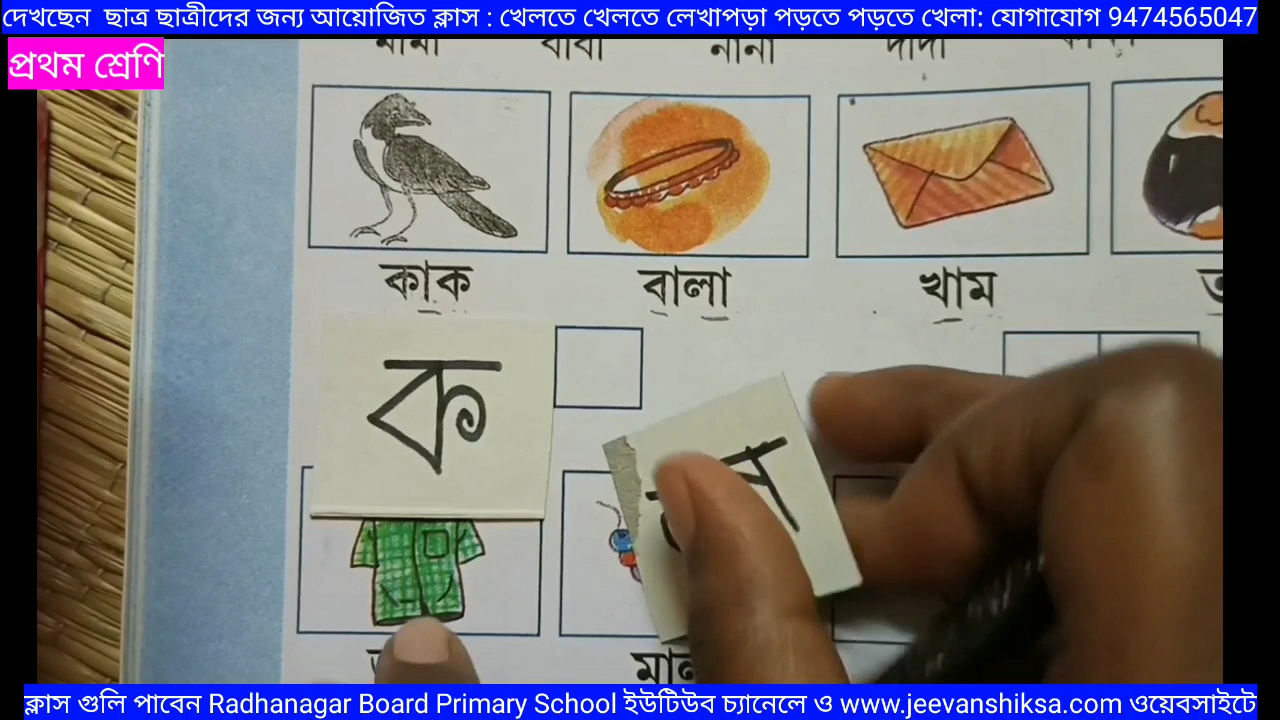 দেখছেন ছাত্র ছাত্রীদের জন্য আয়োজিত ক্লাস : খেলতে খেলতে লেখাপড়া পড়তে পড়তে খেলা: যোগাযোগ 9474565047
প্রথম শ্রেণি
মামা বাবা নানা দাদা
কাক বালা খাম
ক
ক্লাস গুলি পাবেন Radhanagar Board Primary School ইউটিউব চ্যানেলে ও www.jeevanshiksa.com ওয়েবসাইটে